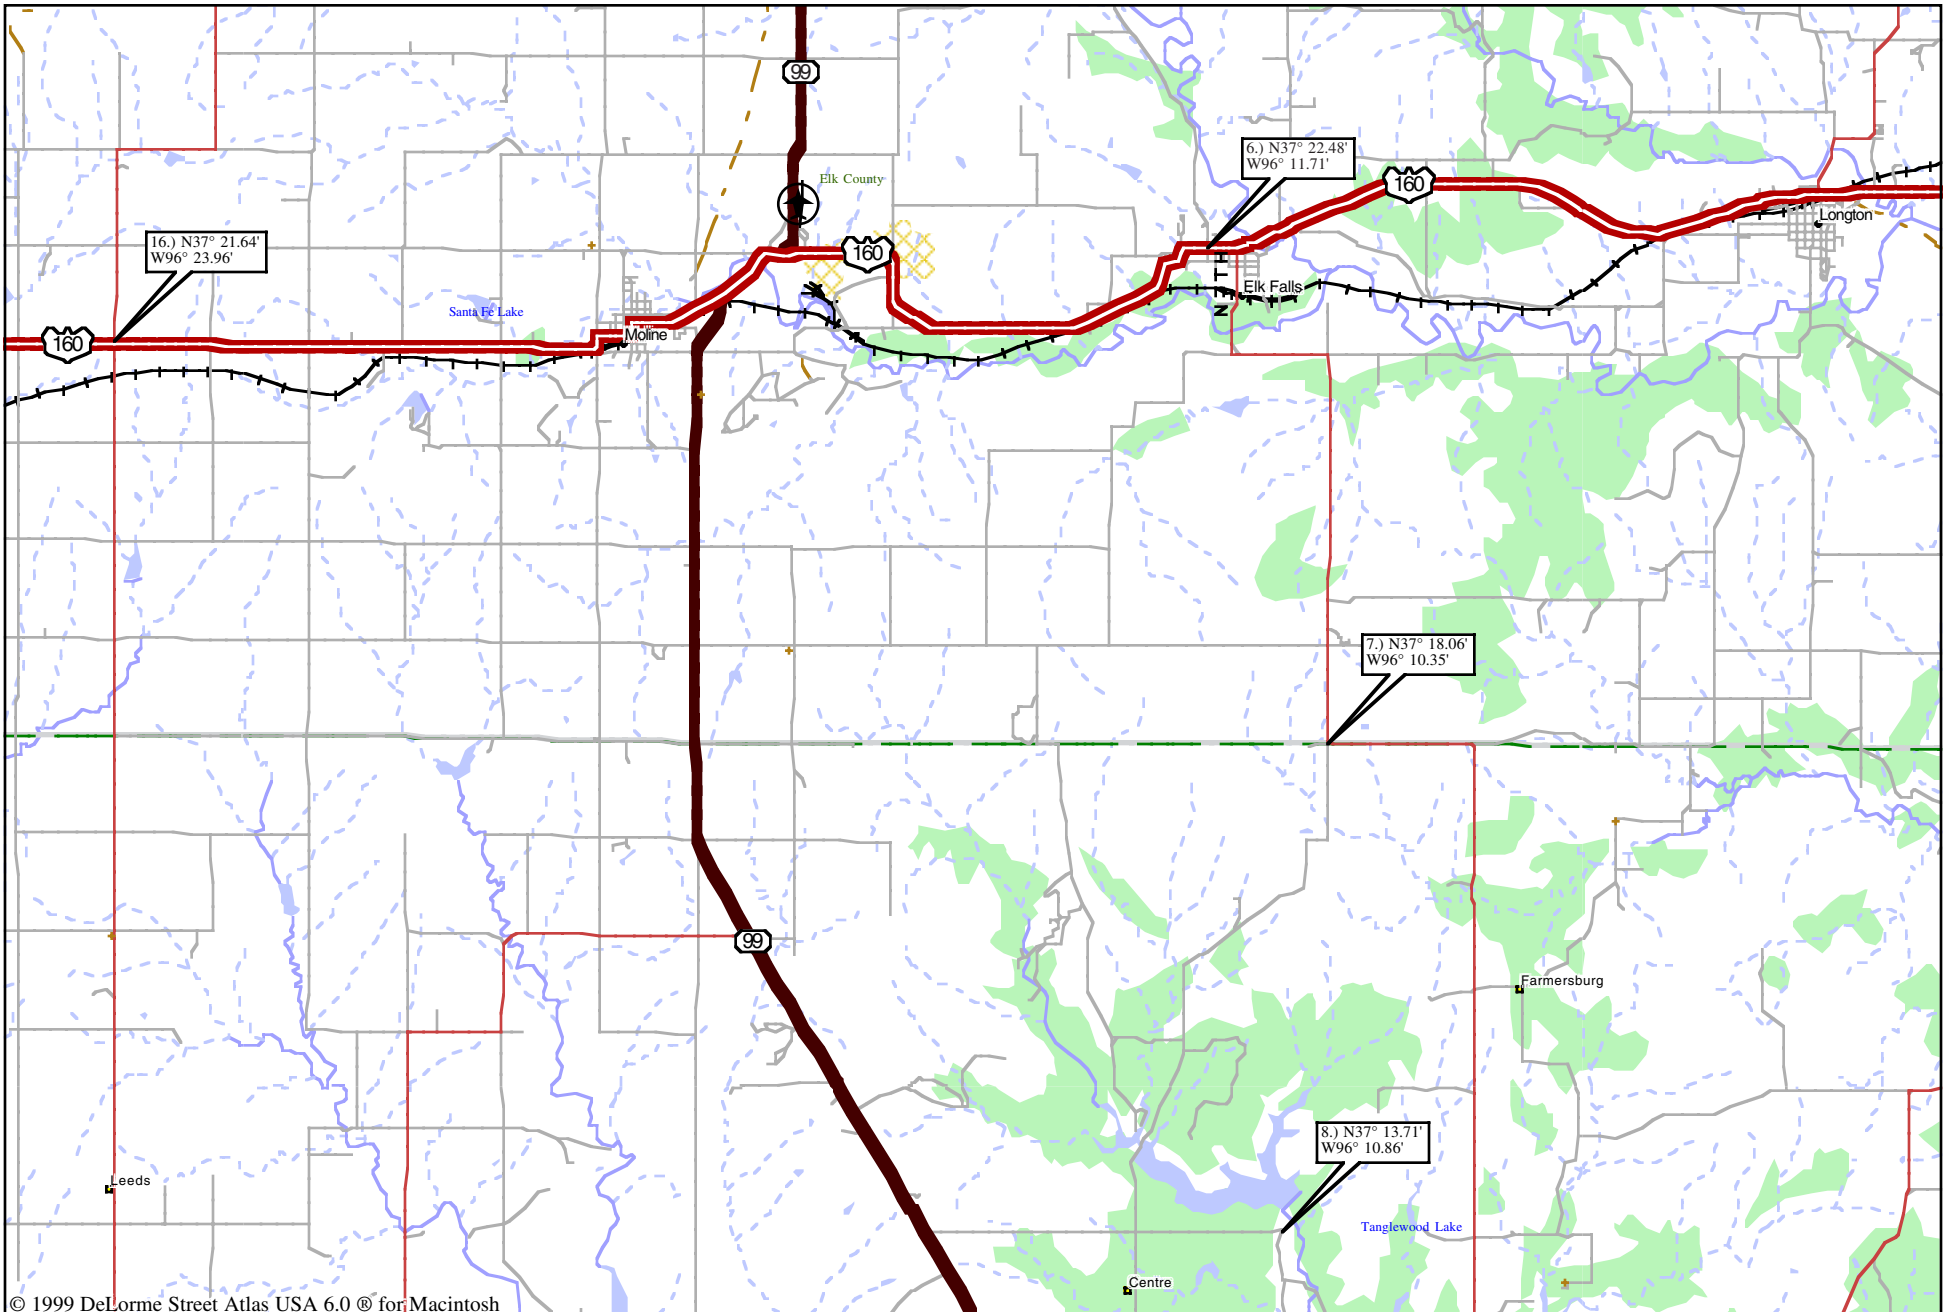 99
6.) N37° 22.48'
W96° 11.71'
Elk County
160
Longton
16.) N37° 21.64'
W96° 23.96'
160
NTH
Elk Falls
Santa Fe Lake
Moline
160
7.) N37° 18.06'
W96° 10.35'
99
Farmersburg
8.) N37° 13.71'
W96° 10.86'
Leeds
Tanglewood Lake
Centre
© 1999 DeLorme Street Atlas USA 6.0 ® for Macintosh